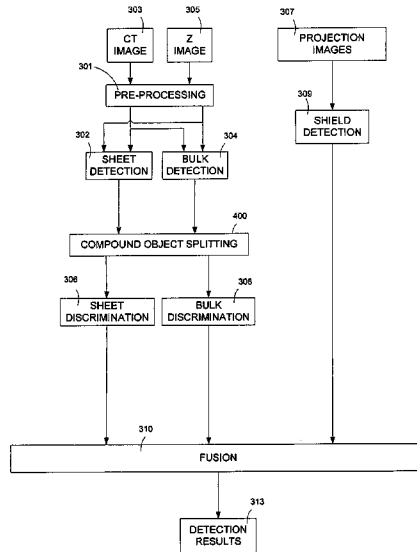 303
305
307
CT
IMAGE
Z
IMAGE
PROJECTION
IMAGES
301
PRE-PROCESSING
309
SHIELD
DETECTION
302
304
SHEET
DETECTION
BULK
DETECTION
400
COMPOUND OBJECT SPLITTING
306
306
SHEET
DISCRIMINATION
BULK
DISCRIMINATION
310
FUSION
313
DETECTION
RESULTS